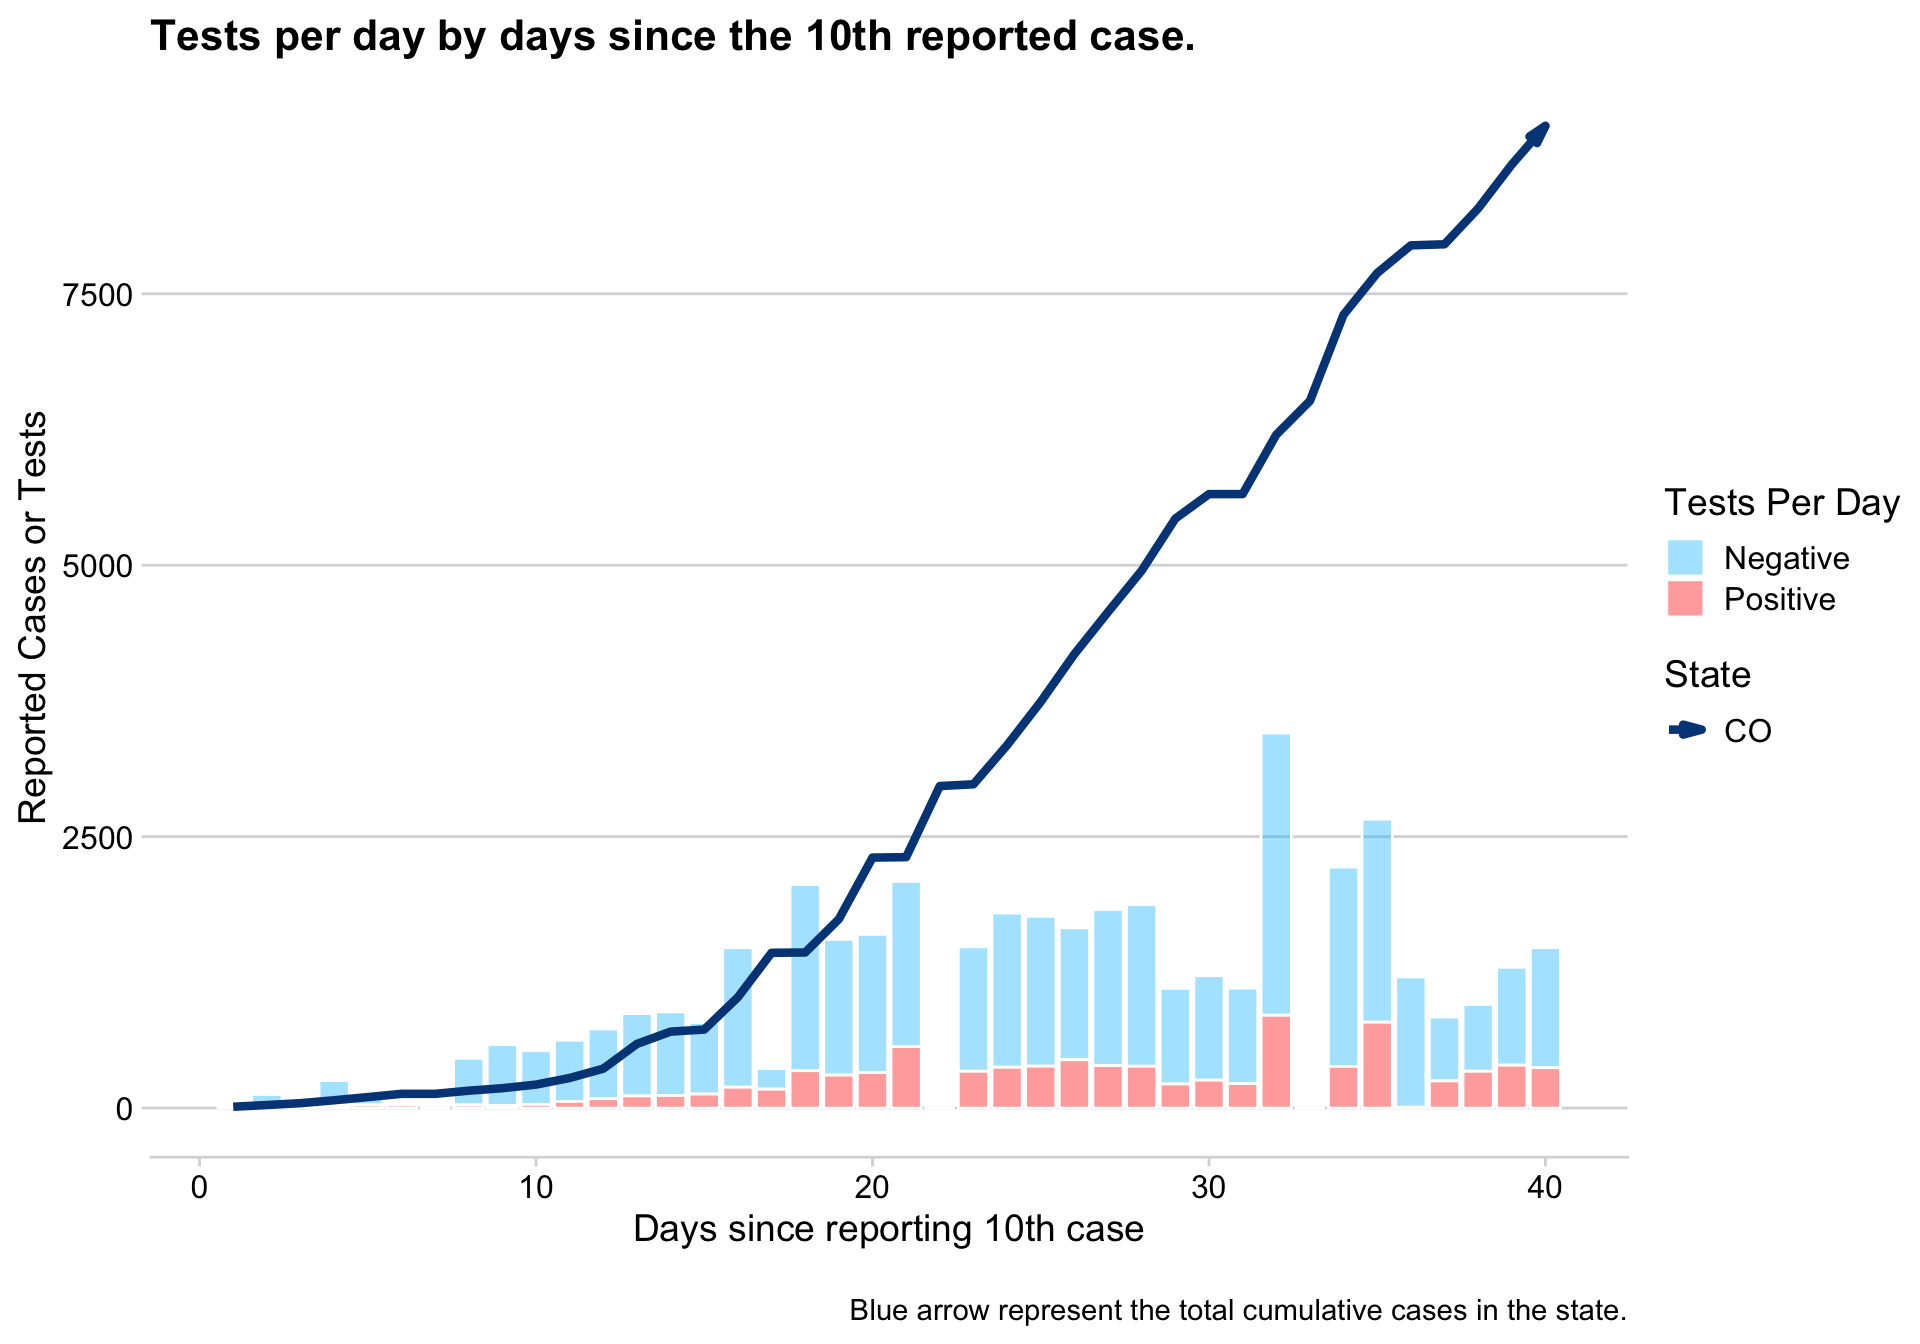 Tests per day by days since the 10th reported case.
7500
5000
2500
0
Reported Cases or Tests
0 10 20 30 40
Days since reporting 10th case
Tests Per Day
Negative
Positive
State
CO
Blue arrow represent the total cumulative cases in the state.